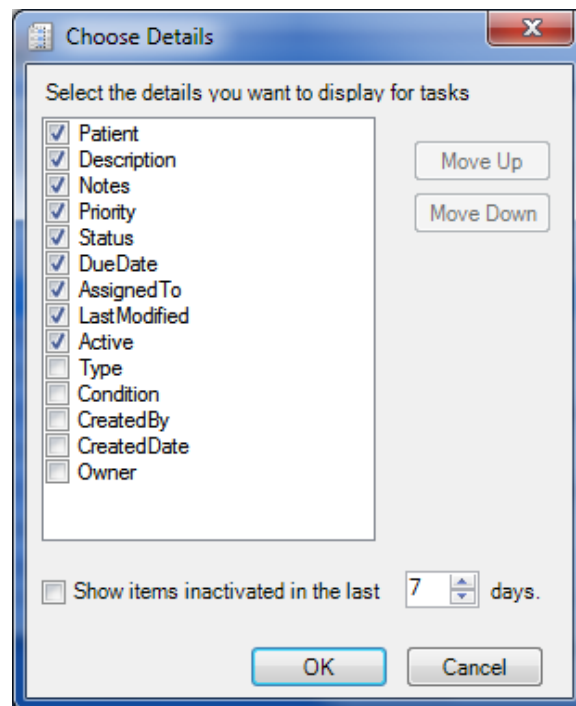 Choose Details
Select the details you want to display for tasks
Patient
Description
Notes
Priority
Status
DueDate
AssignedTo
LastModified
Active
Type
Condition
CreatedBy
CreatedDate
Owner
Move Up
Move Down
Show items inactivated in the last 7 days.
OK Cancel